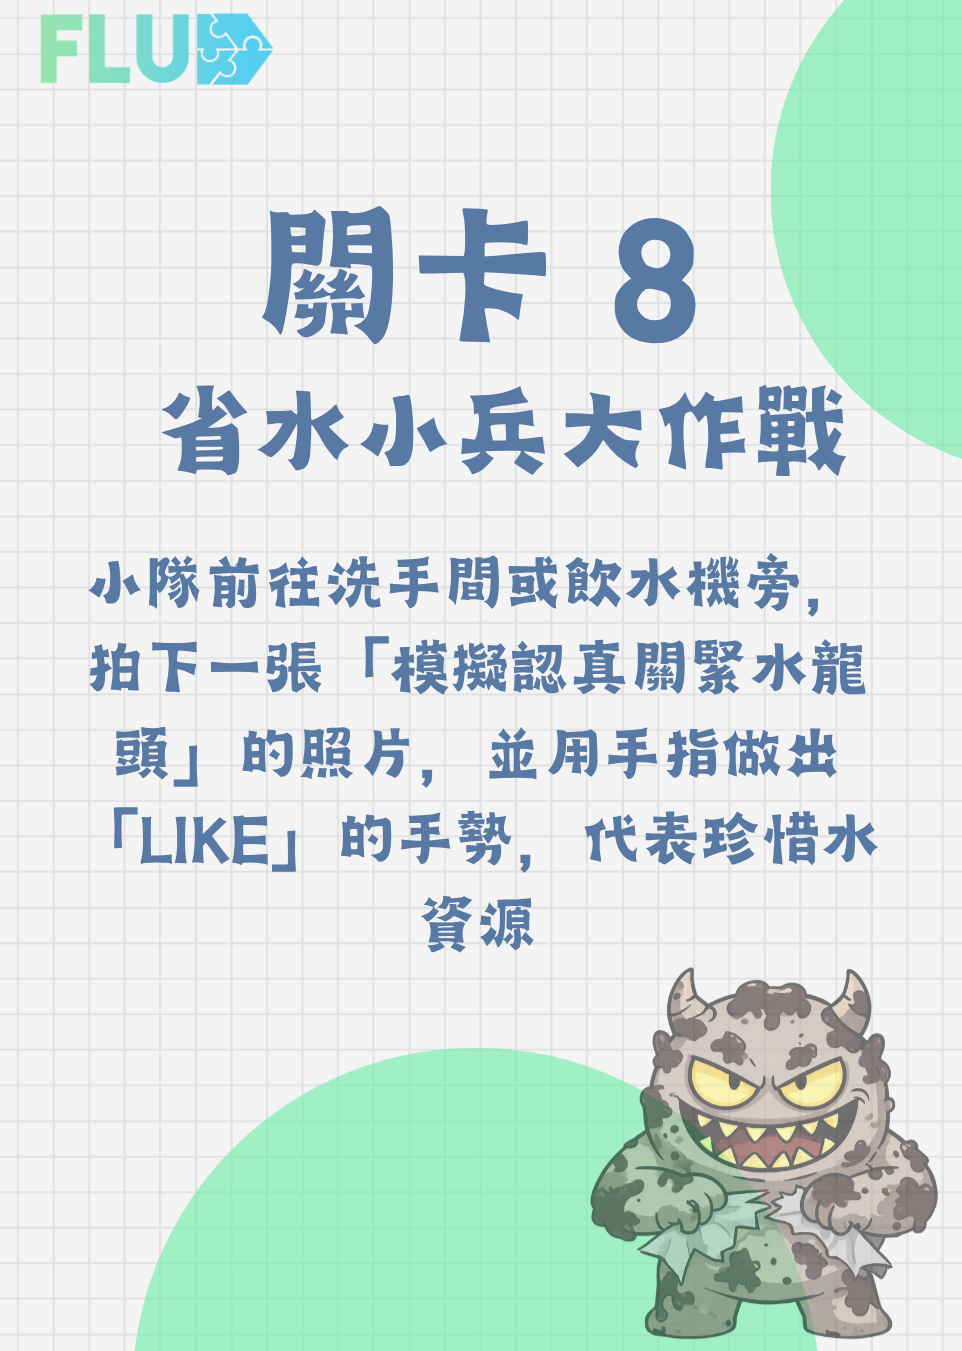 FLUD
關卡 8
省水小兵大作戰
小隊前往洗手間或飲水機旁，
拍下一張「模擬認真關緊水龍
頭」的照片，並用手指做出
「LIKE」的手勢，代表珍惜水
資源